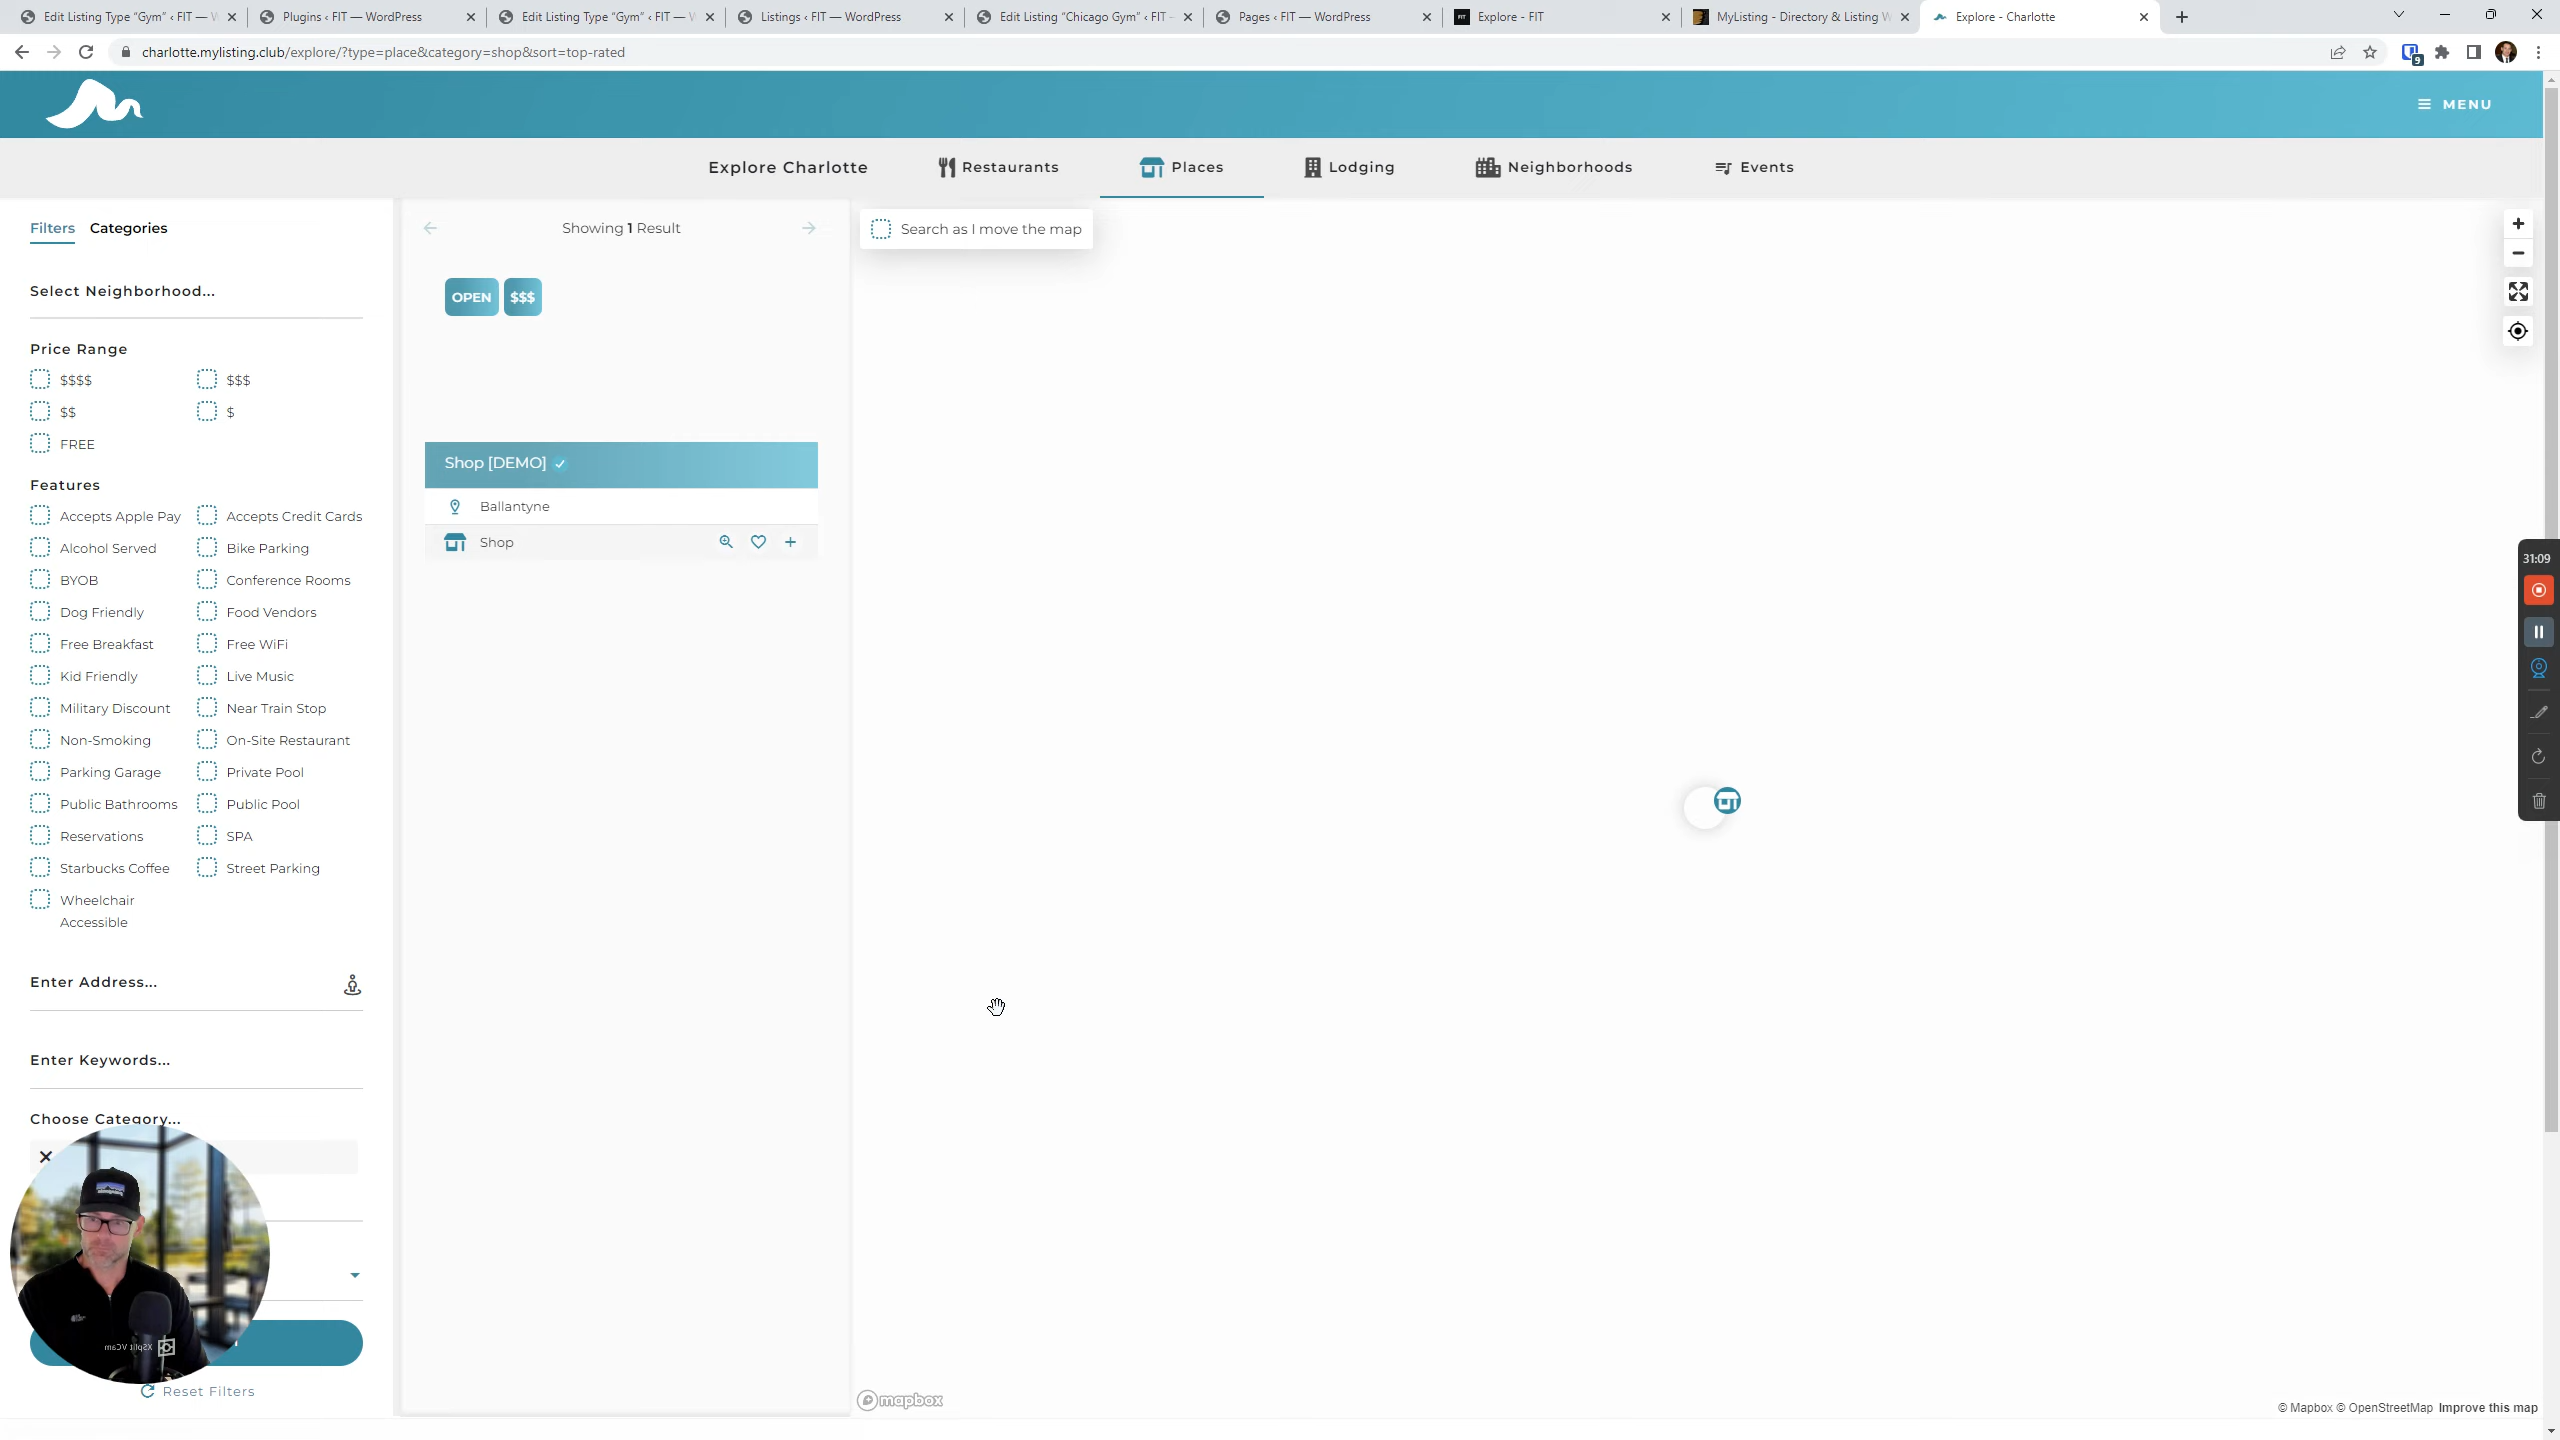 Edit Listing Type "Gym" ‹ FIT — W
Plugins ‹ FIT — WordPress
Edit Listing Type "Gym" ‹ FIT — W
Listings ‹ FIT — WordPress
Edit Listing "Chicago Gym" ‹ FIT -
Pages ‹ FIT — WordPress
FIT
Explore - FIT
MyListing - Directory & Listing W
Explore - Charlotte
charlotte.mylisting.club/explore/?type=place&category=shop&sort=top-rated
9
MENU
Explore Charlotte
Restaurants
Places
Lodging
Neighborhoods
Events
Filters Categories
Showing 1 Result
Search as I move the map
Select Neighborhood...
OPEN $$$
Price Range
$$$$ $$$
$$ $
FREE
Shop [DEMO]
Ballantyne
Shop
Features
Accepts Apple Pay Accepts Credit Cards
Alcohol Served Bike Parking
BYOB Conference Rooms
Dog Friendly Food Vendors
Free Breakfast Free WiFi
Kid Friendly Live Music
Military Discount Near Train Stop
Non-Smoking On-Site Restaurant
Parking Garage Private Pool
Public Bathrooms Public Pool
Reservations SPA
Starbucks Coffee Street Parking
Wheelchair
Accessible
31:09
Enter Address...
Enter Keywords...
Choose Category...
XSplit VCam
Reset Filters
mapbox
© Mapbox © OpenStreetMap Improve this map